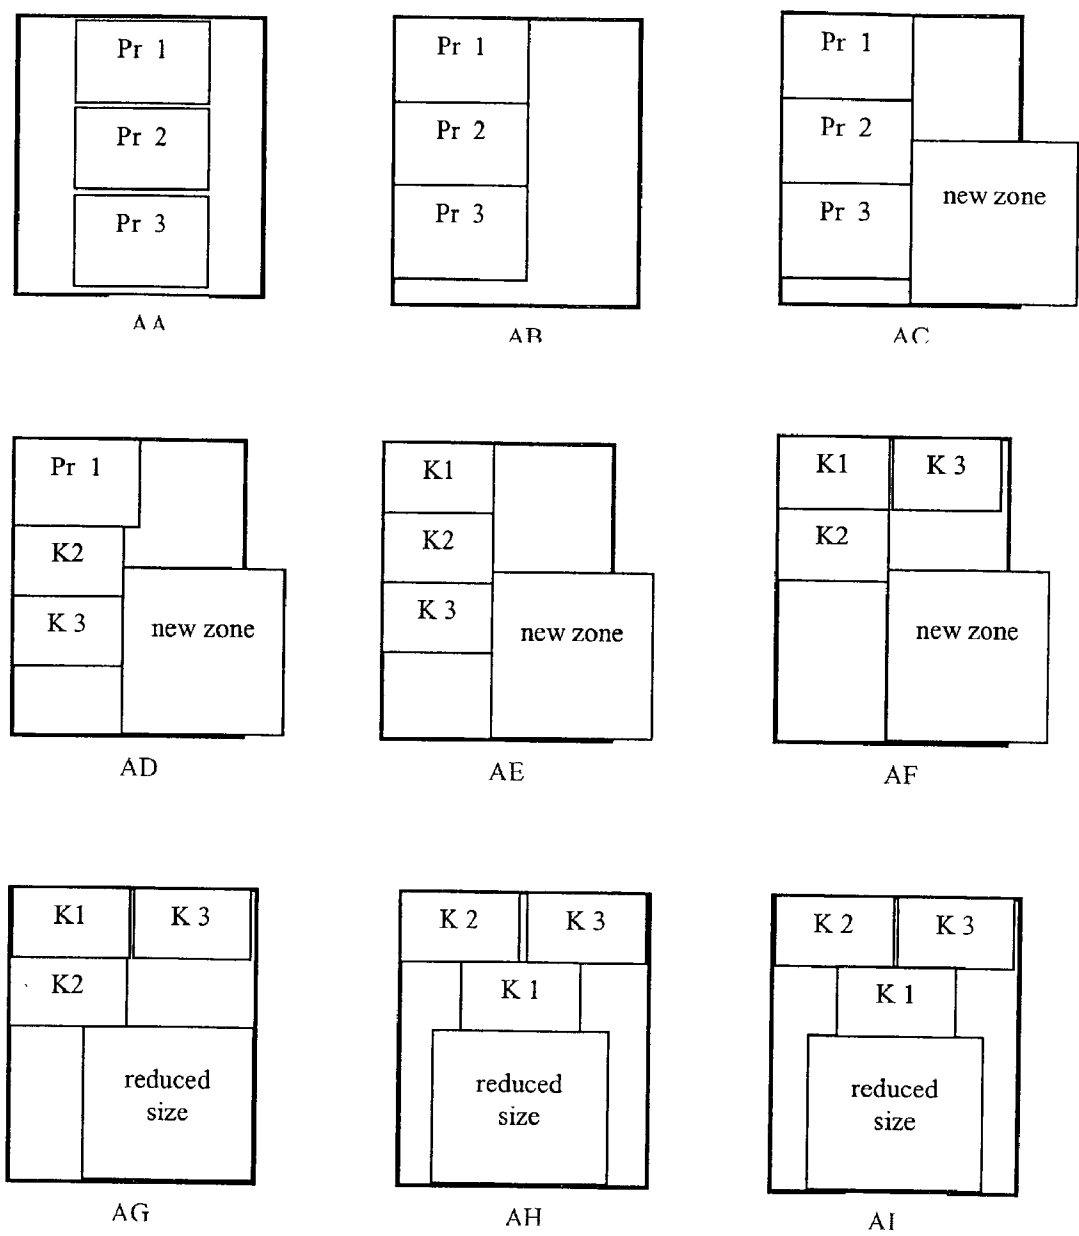 Pr 1
Pr 2
Pr 3
AA
Pr 1
Pr 2
Pr 3
AB
Pr 1
Pr 2
Pr 3
new zone
AC
Pr 1
K2
K 3
new zone
AD
K1
K2
K 3
new zone
AE
K1
K 3
K2
new zone
AF
K1
K 3
K2
reduced
size
AG
K 2
K 3
K 1
reduced
size
AH
K 2
K 3
K 1
reduced
size
AI